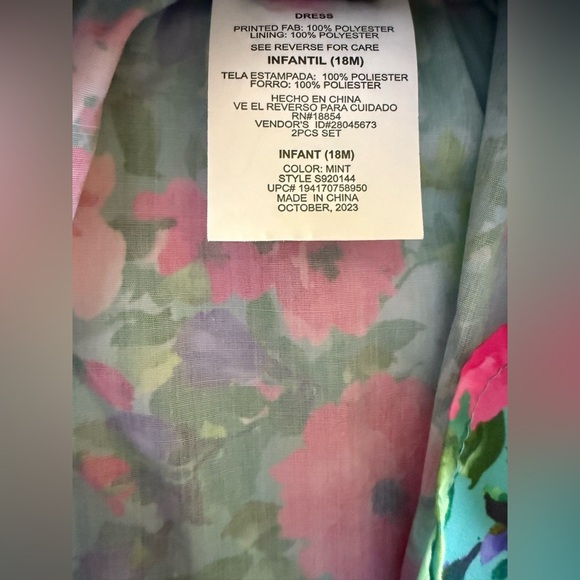 DRESS
PRINTED FAB: 100% POLYESTER
LINING: 100% POLYESTER
SEE REVERSE FOR CARE
INFANTIL (18M)
TELA ESTAMPADA: 100% POLIESTER
FORRO: 100% POLIESTER
HECHO EN CHINA
VE EL REVERSO PARA CUIDADO
RN#18854
VENDOR'S ID#28045673
2PCS SET
INFANT (18M)
COLOR: MINT
STYLE S920144
UPC# 194170758950
MADE IN CHINA
OCTOBER, 2023